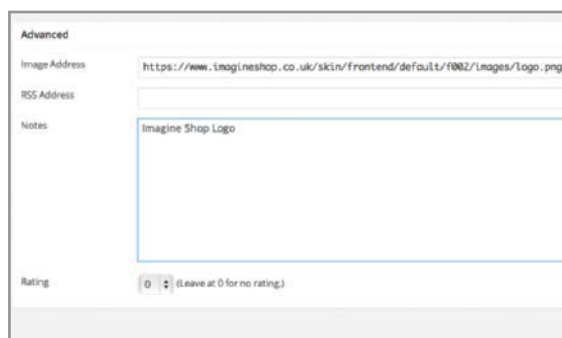 Advanced
Image Address https://www.imagineshop.co.uk/skin/frontend/default/f002/images/logo.png
RSS Address
Notes Imagine Shop Logo
Rating 0 (Leave at 0 for no rating.)